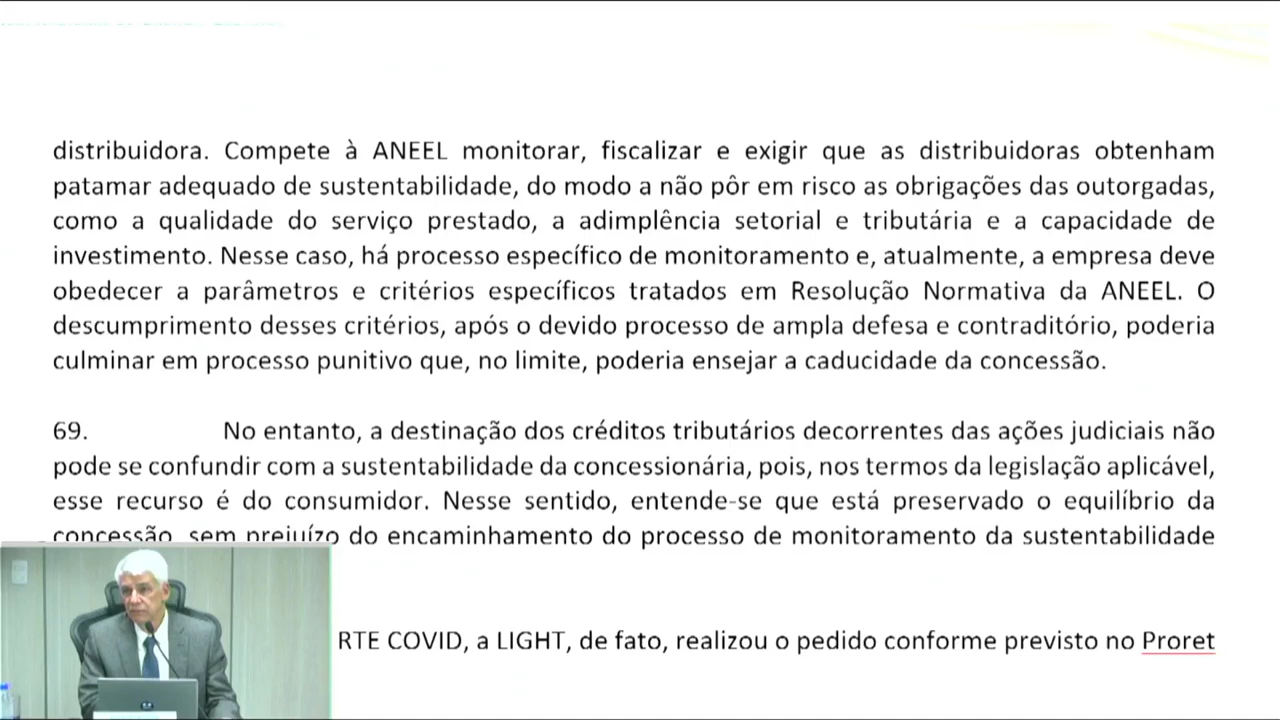 distribuidora. Compete à ANEEL monitorar, fiscalizar e exigir que as distribuidoras obtenham
patamar adequado de sustentabilidade, do modo a não pôr em risco as obrigações das outorgadas,
como a qualidade do serviço prestado, a adimplência setorial e tributária e a capacidade de
investimento. Nesse caso, há processo específico de monitoramento e, atualmente, a empresa deve
obedecer a parâmetros e critérios específicos tratados em Resolução Normativa da ANEEL. O
descumprimento desses critérios, após o devido processo de ampla defesa e contraditório, poderia
culminar em processo punitivo que, no limite, poderia ensejar a caducidade da concessão.
69. No entanto, a destinação dos créditos tributários decorrentes das ações judiciais não
pode se confundir com a sustentabilidade da concessionária, pois, nos termos da legislação aplicável,
esse recurso é do consumidor. Nesse sentido, entende-se que está preservado o equilíbrio da
concessão, sem prejuízo do encaminhamento do processo de monitoramento da sustentabilidade
RTE COVID, a LIGHT, de fato, realizou o pedido conforme previsto no Proret